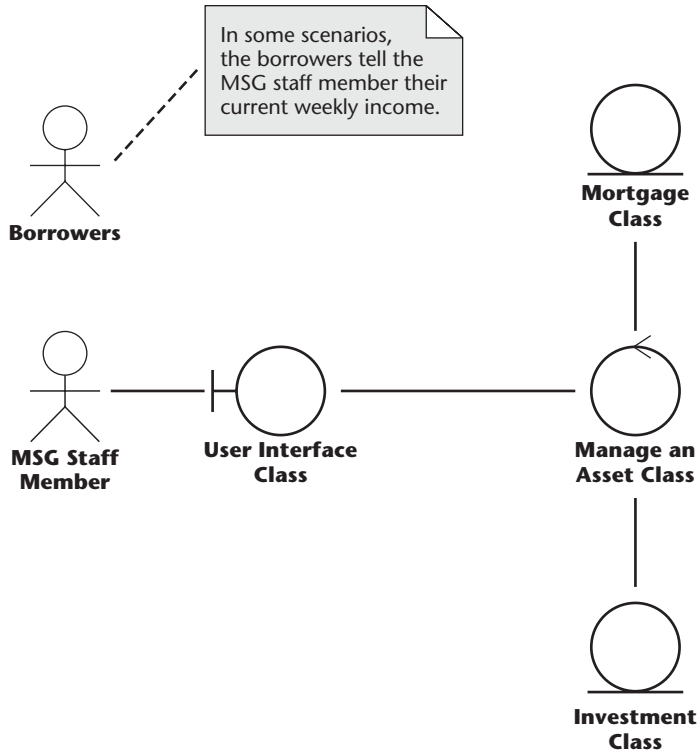 In some scenarios,
the borrowers tell the
MSG staff member their
current weekly income.
Borrowers
Mortgage
Class
MSG Staff
Member
User Interface
Class
Manage an
Asset Class
Investment
Class